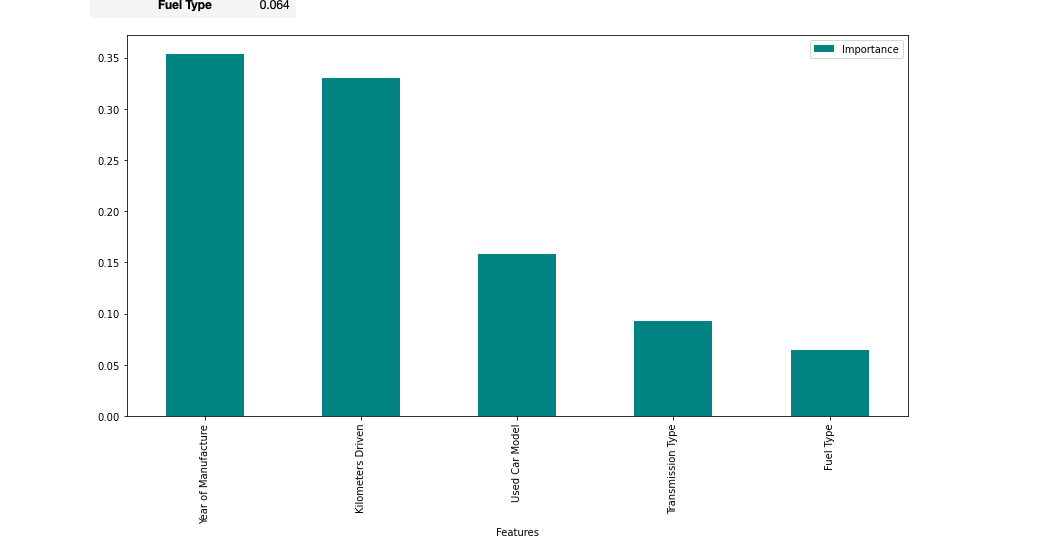 Fuel Type 0.064
Importance
0.35
0.30
0.25
0.20
0.15
0.10
0.05
0.00
Year of Manufacture
Kilometers Driven
Used Car Model
Transmission Type
Fuel Type
Features